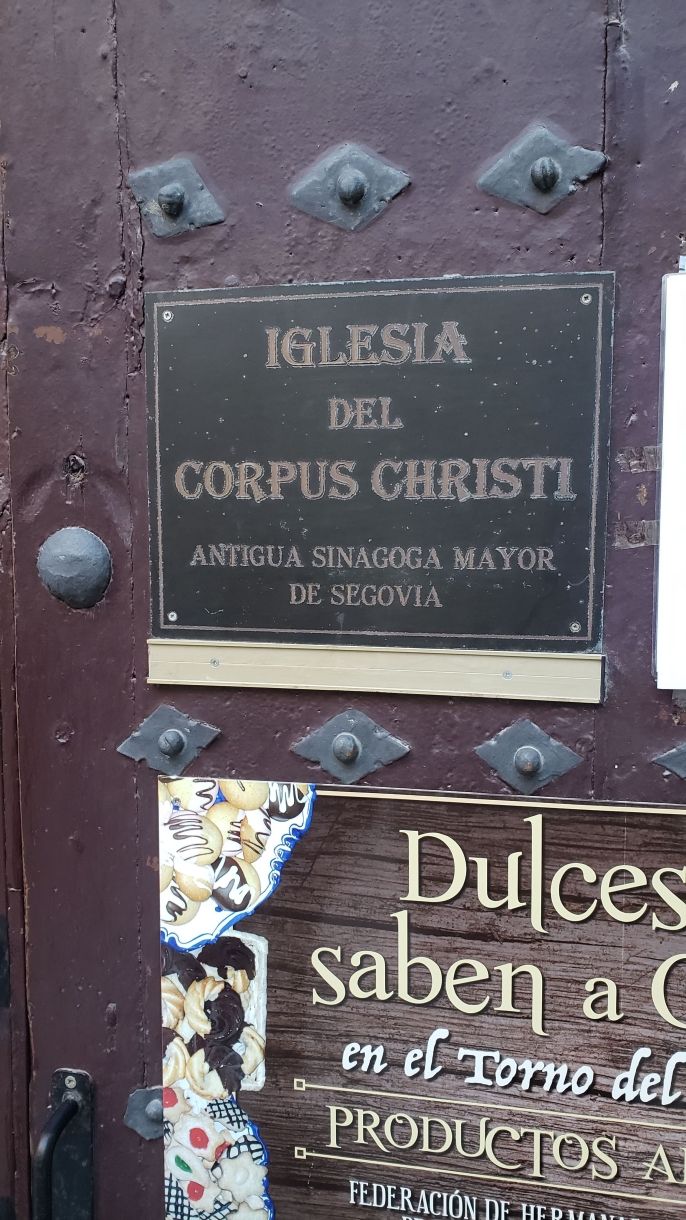 IGLESIA
DEL
CORPUS CHRISTI
ANTIGUA SINAGOGA MAYOR
DE SEGOVIA
Dulces
saben a
en el Torno del
PRODUCTOS
FEDERACIÓN DE